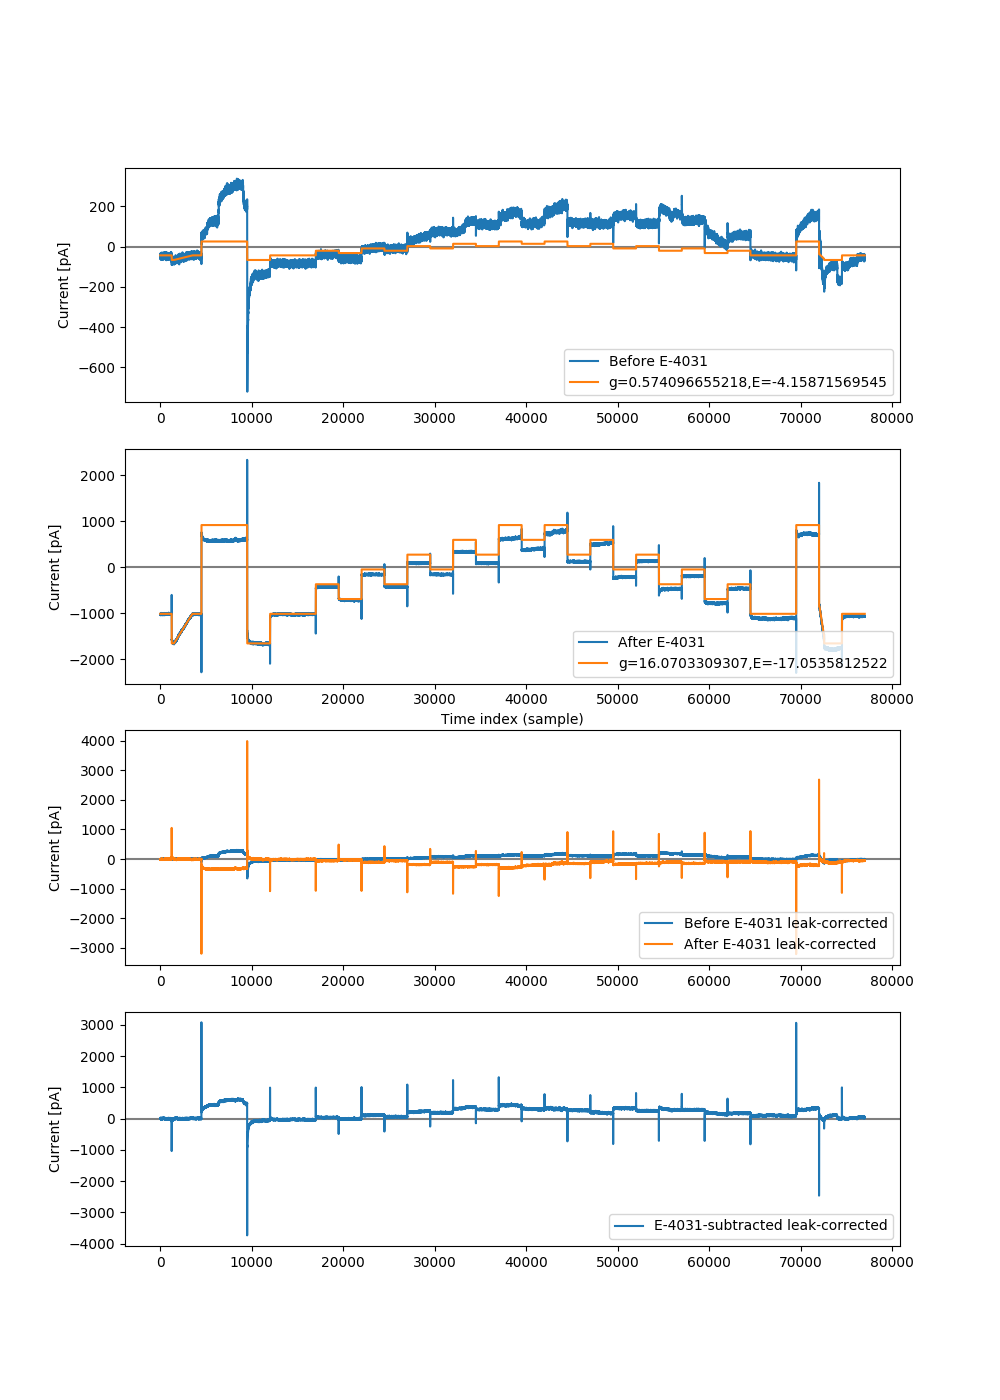 200
0
−200
−400
−600
Current [pA]
Before E-4031
g=0.574096655218,E=-4.15871569545
0 10000 20000 30000 40000 50000 60000 70000 80000
2000
1000
0
−1000
−2000
Current [pA]
After E-4031
g=16.0703309307,E=-17.0535812522
0 10000 20000 30000 40000 50000 60000 70000 80000
Time index (sample)
4000
3000
2000
1000
0
−1000
−2000
−3000
Current [pA]
Before E-4031 leak-corrected
After E-4031 leak-corrected
0 10000 20000 30000 40000 50000 60000 70000 80000
3000
2000
1000
0
−1000
−2000
−3000
−4000
Current [pA]
E-4031-subtracted leak-corrected
0 10000 20000 30000 40000 50000 60000 70000 80000